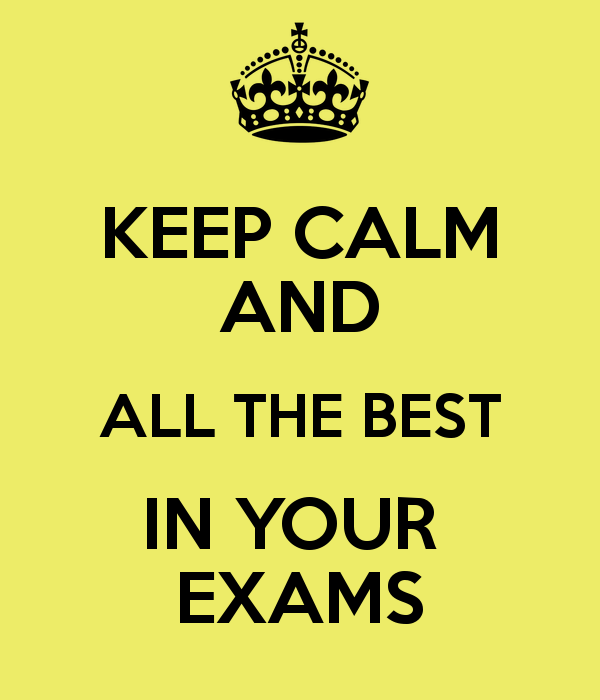 KEEP CALM
AND
ALL THE BEST
IN YOUR
EXAMS